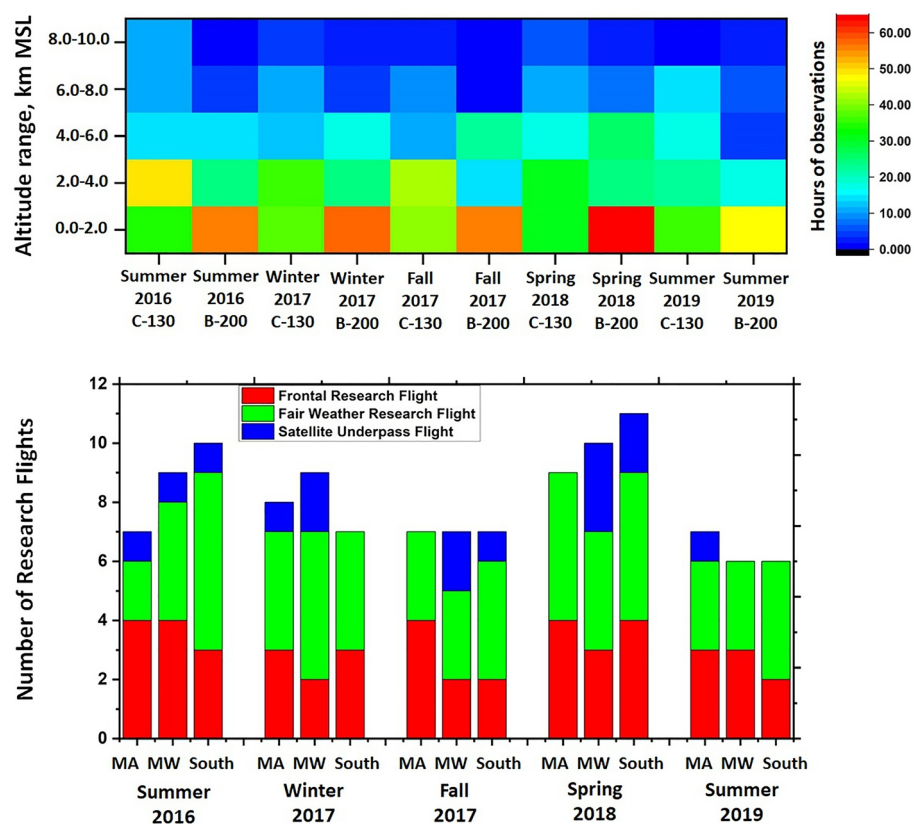 Altitude range, km MSL
8.0-10.0
6.0-8.0
4.0-6.0
2.0-4.0
0.0-2.0
Summer 2016 C-130
Summer 2016 B-200
Winter 2017 C-130
Winter 2017 B-200
Fall 2017 C-130
Fall 2017 B-200
Spring 2018 C-130
Spring 2018 B-200
Summer 2019 C-130
Summer 2019 B-200
Hours of observations
60.00
50.00
40.00
30.00
20.00
10.00
0.000
Number of Research Flights
12
10
8
6
4
2
0
Frontal Research Flight
Fair Weather Research Flight
Satellite Underpass Flight
MA MW South
MA MW South
MA MW South
MA MW South
MA MW South
Summer 2016
Winter 2017
Fall 2017
Spring 2018
Summer 2019